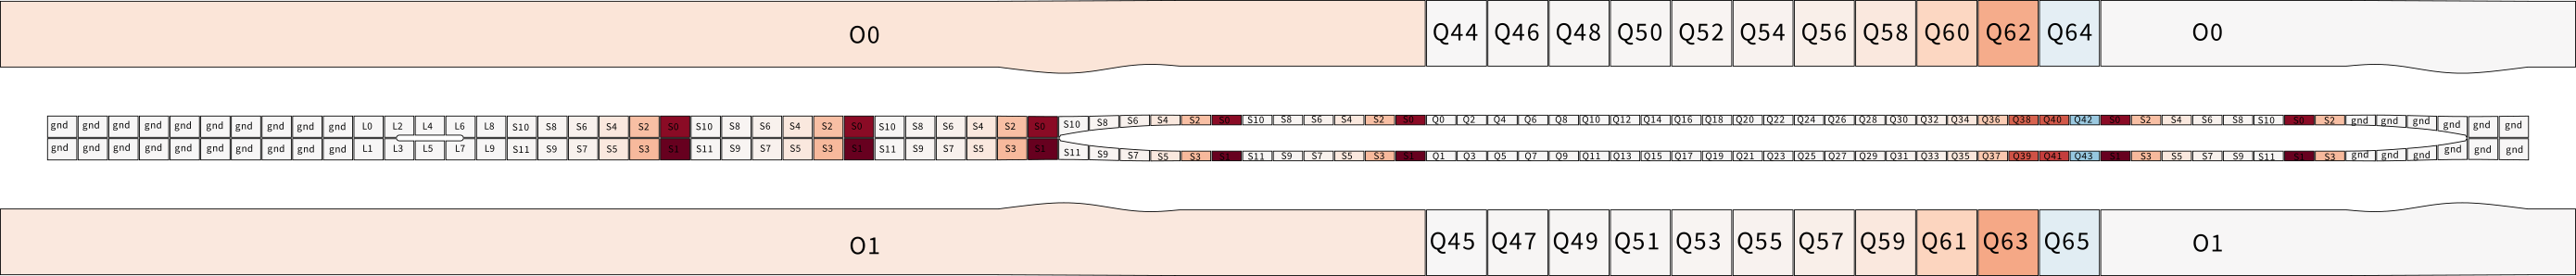 O0 Q44 Q46 Q48 Q50 Q52 Q54 Q56 Q58 Q60 Q62 Q64 O0
gnd gnd gnd gnd gnd gnd gnd gnd gnd gnd L0 L2 L4 L6 L8 S10 S8 S6 S4 S2 S0 S10 S8 S6 S4 S2 S0 S10 S8 S6 S4 S2 S0 S10 S8 S6 S4 S2 S0 S10 S8 S6 S4 S2 S0 Q0 Q2 Q4 Q6 Q8 Q10 Q12 Q14 Q16 Q18 Q20 Q22 Q24 Q26 Q28 Q30 Q32 Q34 Q36 Q38 Q40 Q42 S0 S2 S4 S6 S8 S10 S0 S2 gnd gnd gnd gnd gnd gnd
gnd gnd gnd gnd gnd gnd gnd gnd gnd gnd L1 L3 L5 L7 L9 S11 S9 S7 S5 S3 S1 S11 S9 S7 S5 S3 S1 S11 S9 S7 S5 S3 S1 S11 S9 S7 S5 S3 S1 S11 S9 S7 S5 S3 S1 Q1 Q3 Q5 Q7 Q9 Q11 Q13 Q15 Q17 Q19 Q21 Q23 Q25 Q27 Q29 Q31 Q33 Q35 Q37 Q39 Q41 Q43 S1 S3 S5 S7 S9 S11 S1 S3 gnd gnd gnd gnd gnd gnd
O1 Q45 Q47 Q49 Q51 Q53 Q55 Q57 Q59 Q61 Q63 Q65 O1